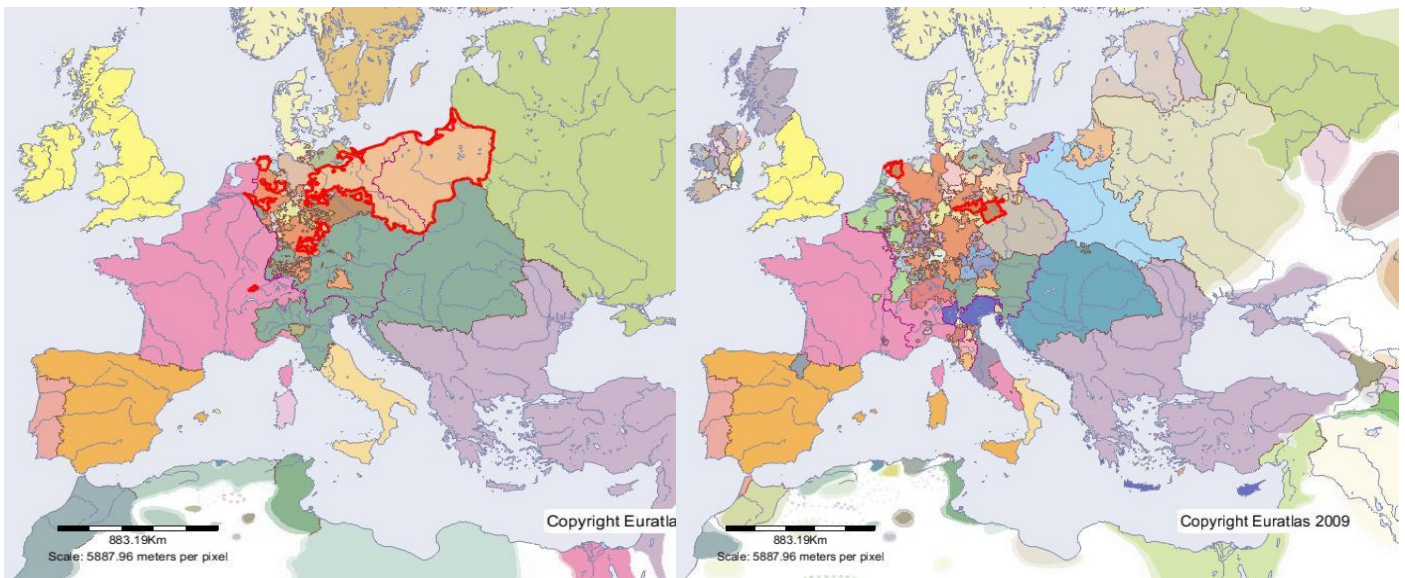 Copyright Euratla
883.19Km
Scale: 5887.96 meters per pixel
Copyright Euratlas 2009
883.19Km
Scale: 5887.96 meters per pixel